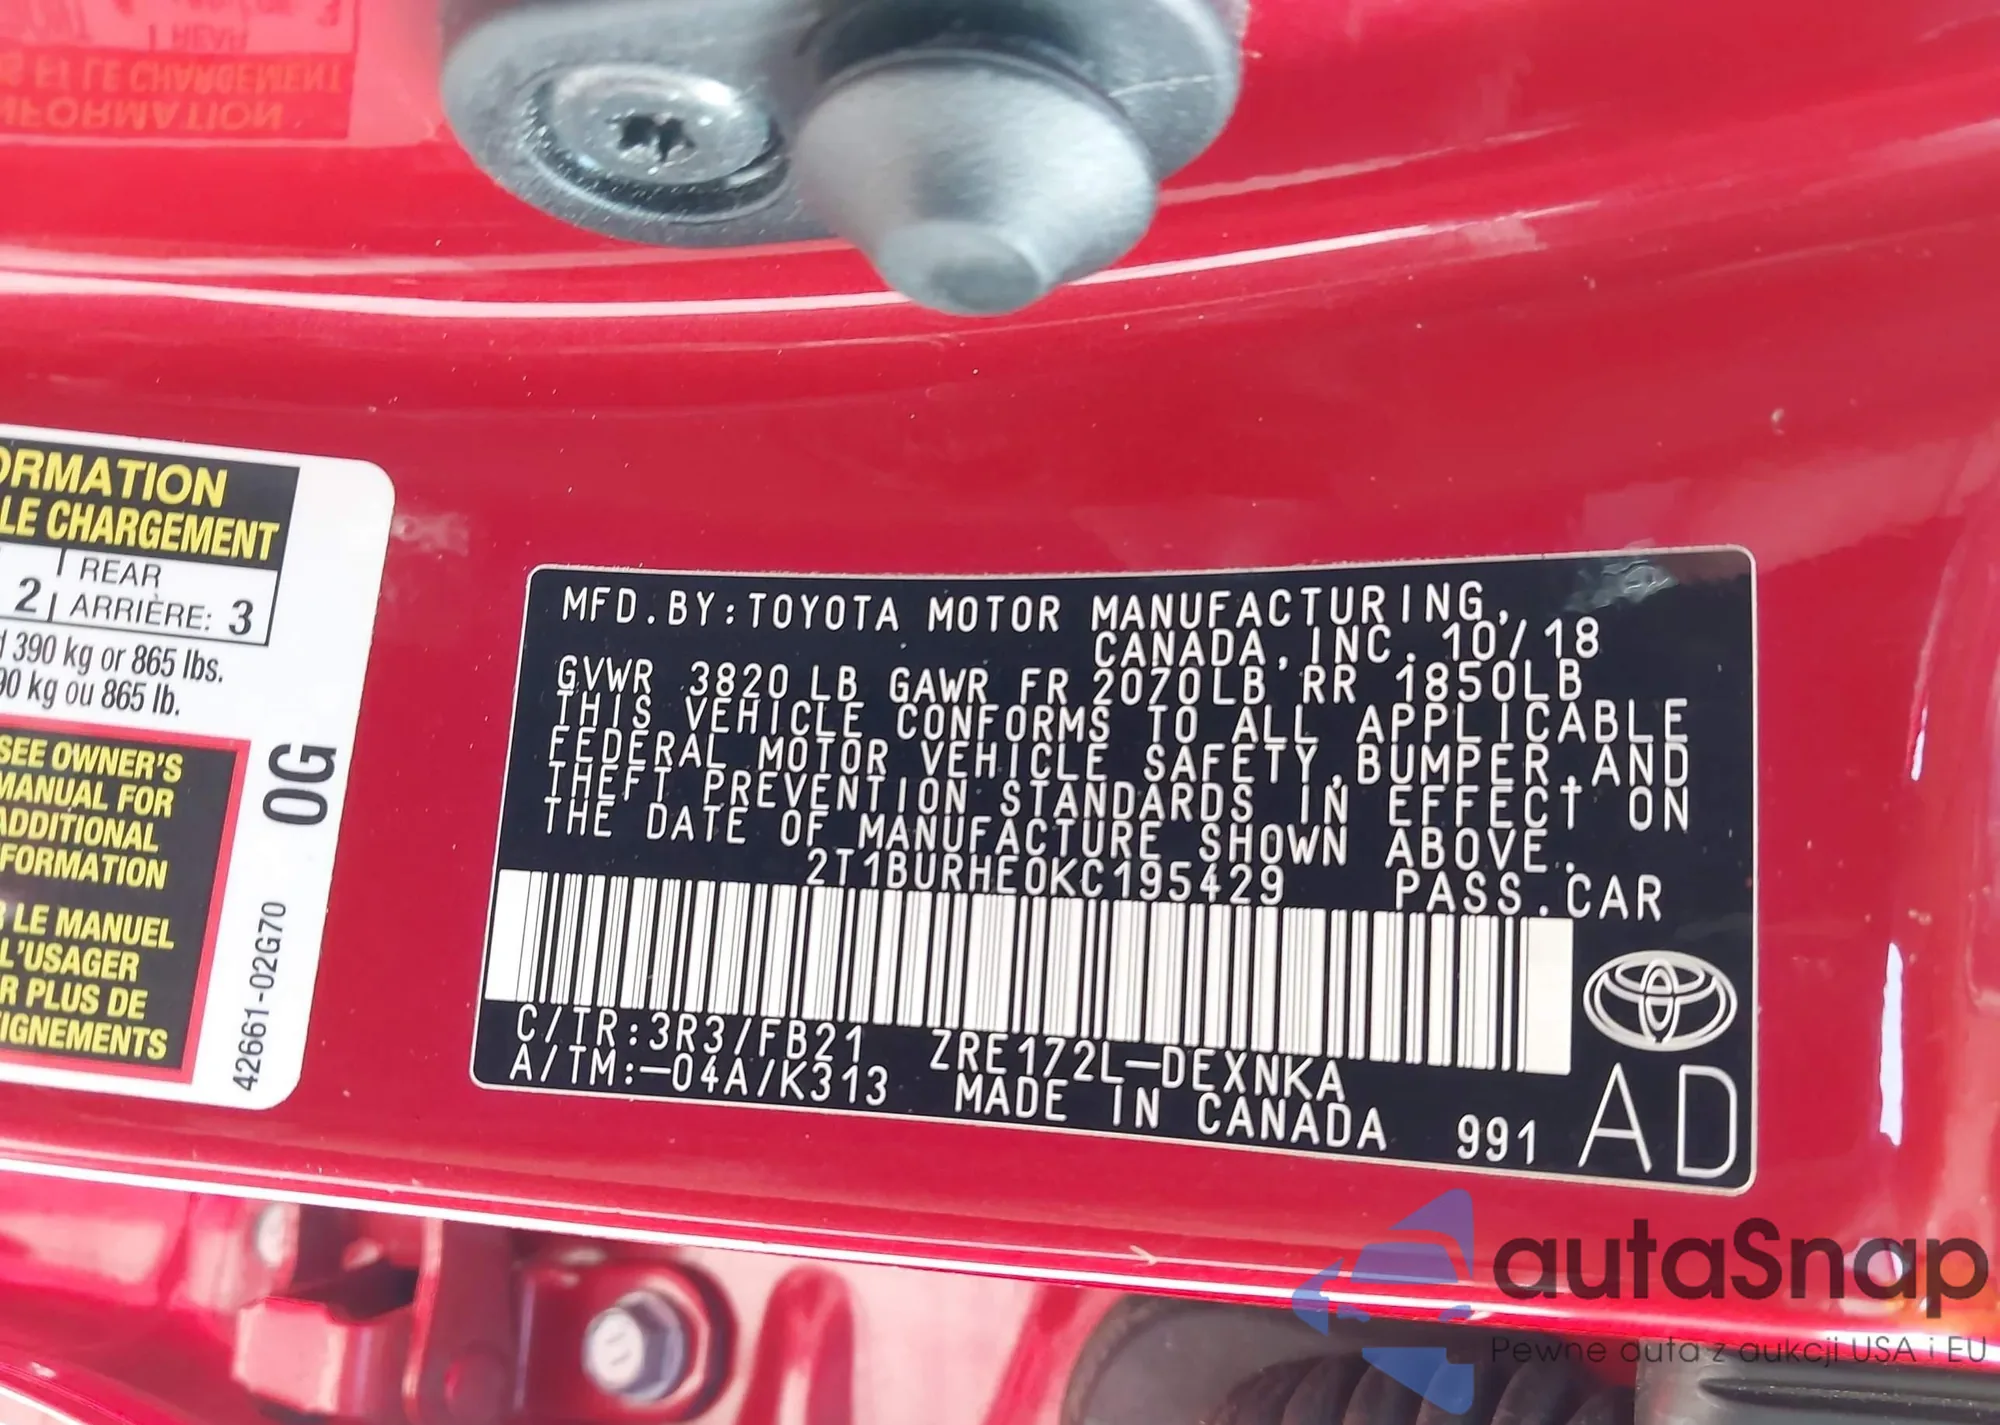 ORMATION
LE CHARGEMENT
2 REAR
ARRIÈRE: 3
390 kg or 865 lbs.
90 kg ou 865 lb.
SEE OWNER'S
MANUAL FOR
ADDITIONAL
FORMATION
R LE MANUEL
L'USAGER
R PLUS DE
IGNEMENTS
0G
42661-02G70
MFD.BY:TOYOTA MOTOR MANUFACTURING,
CANADA,INC. 10/18
GVWR 3820 LB GAWR FR 2070LB RR 1850LB
THIS VEHICLE CONFORMS TO ALL APPLICABLE
FEDERAL MOTOR VEHICLE SAFETY,BUMPER,AND
THEFT PREVENTION STANDARDS IN EFFECT ON
THE DATE OF MANUFACTURE SHOWN ABOVE.
2T1BURHE0KC195429 PASS.CAR
C/TR:3R3/FB21 ZRE172L-DEXNKA
A/TM:-04A/K313 MADE IN CANADA 991
AD
autaSnap
Pewne auta z aukcji USA i EU